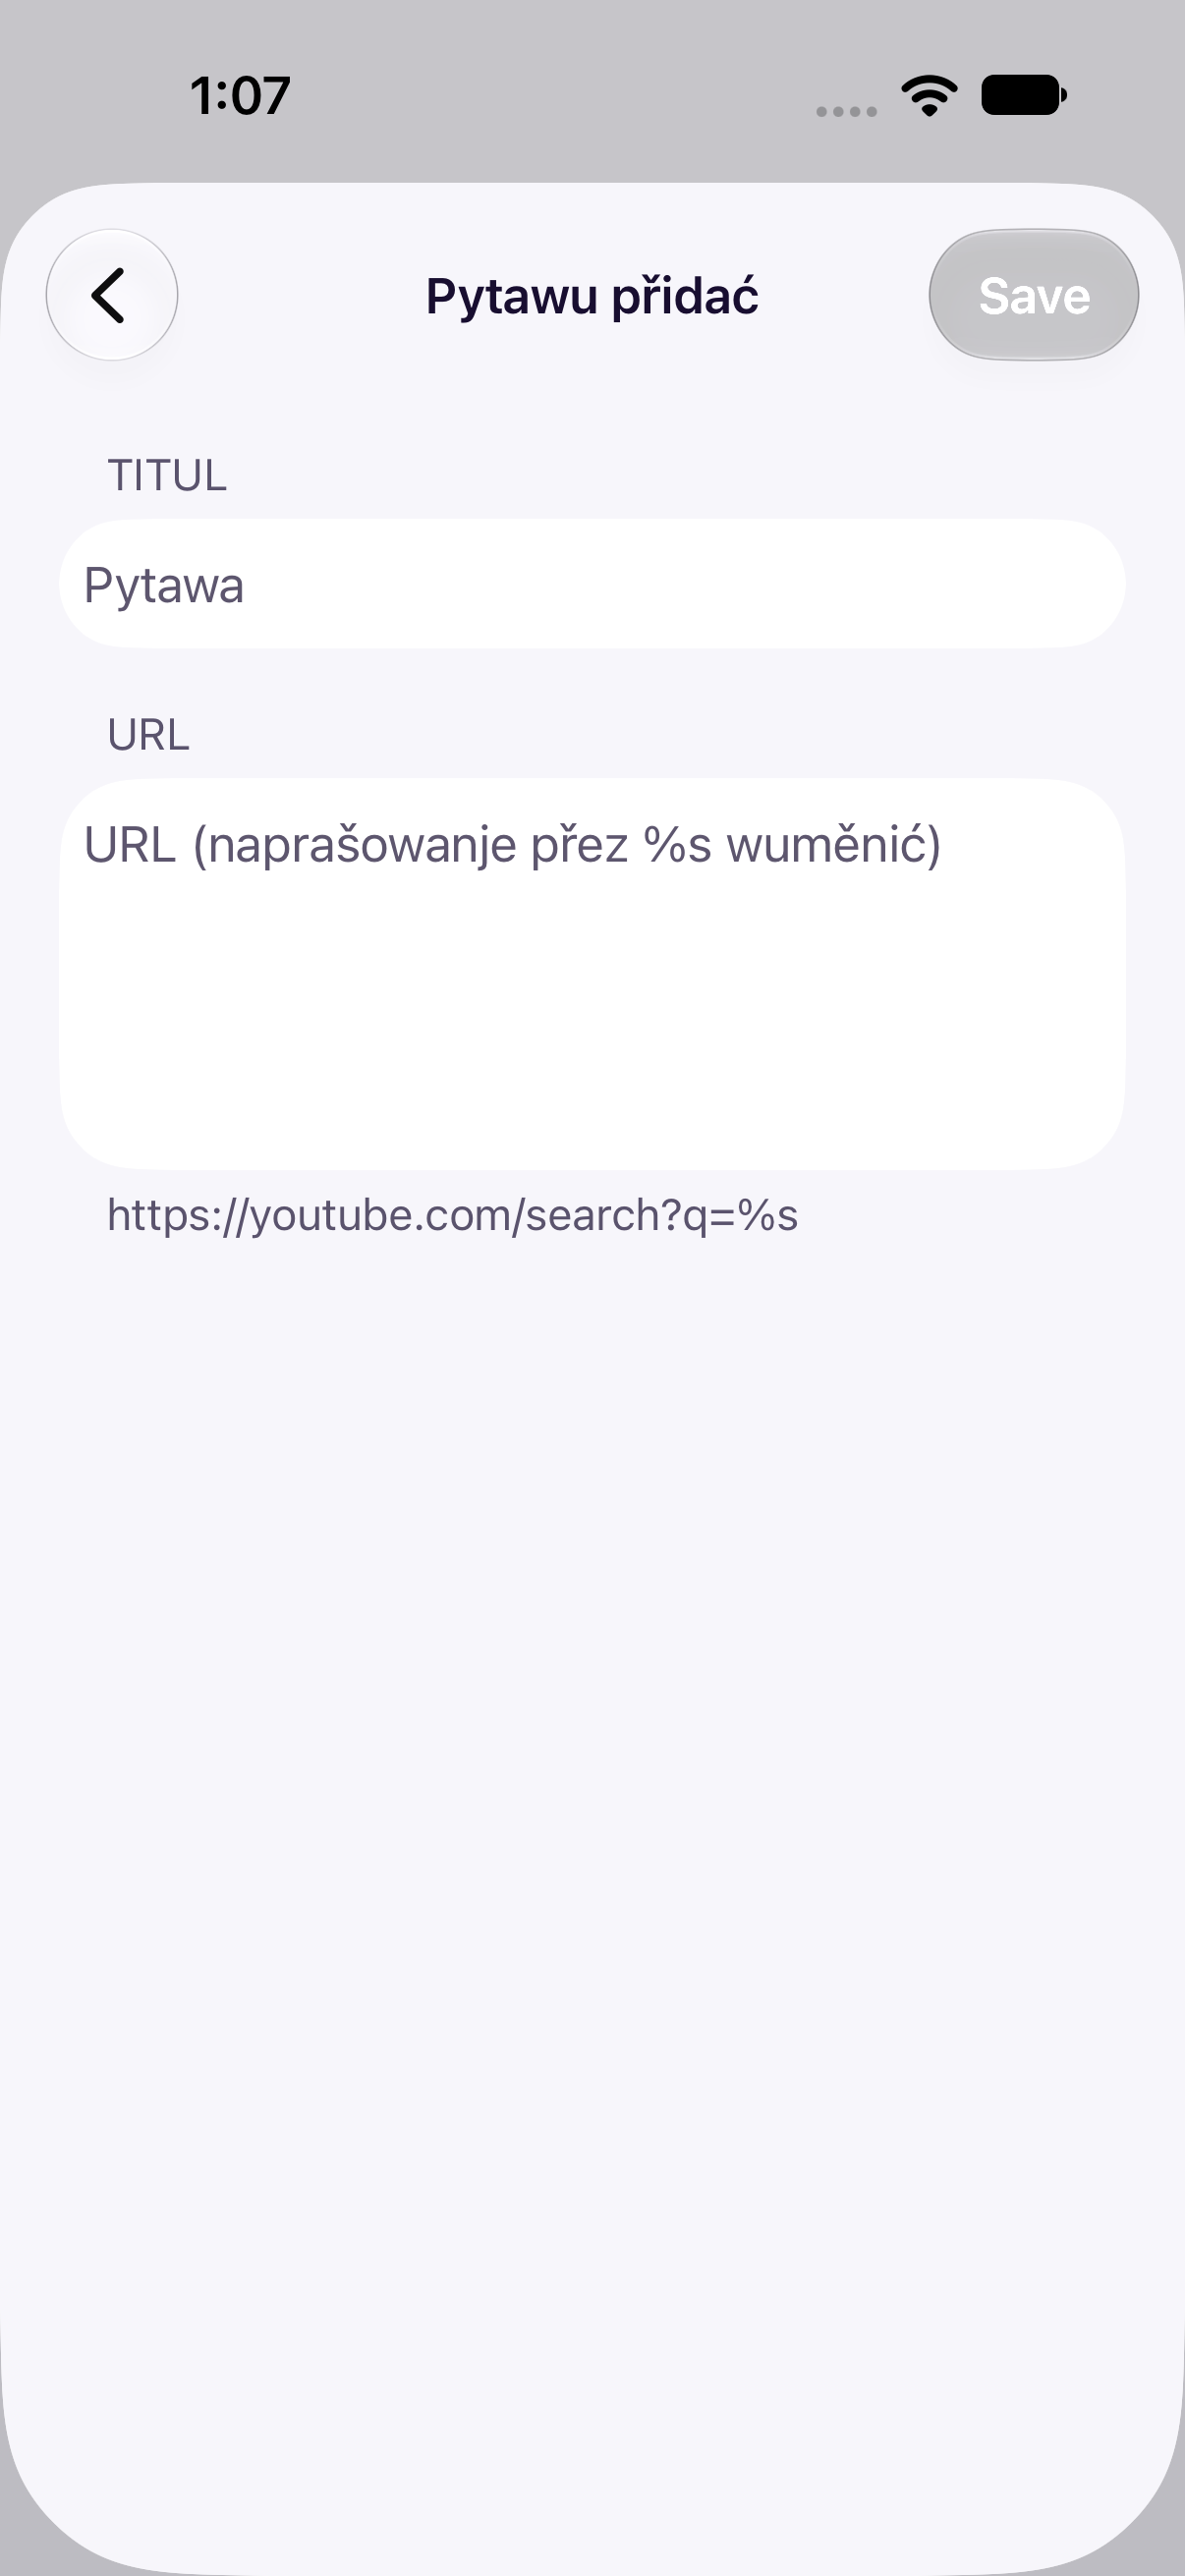 1:07
Pytawu přidać
Save
TITUL
Pytawa
URL
URL (naprašowanje přez %s wuměnić)
https://youtube.com/search?q=%s